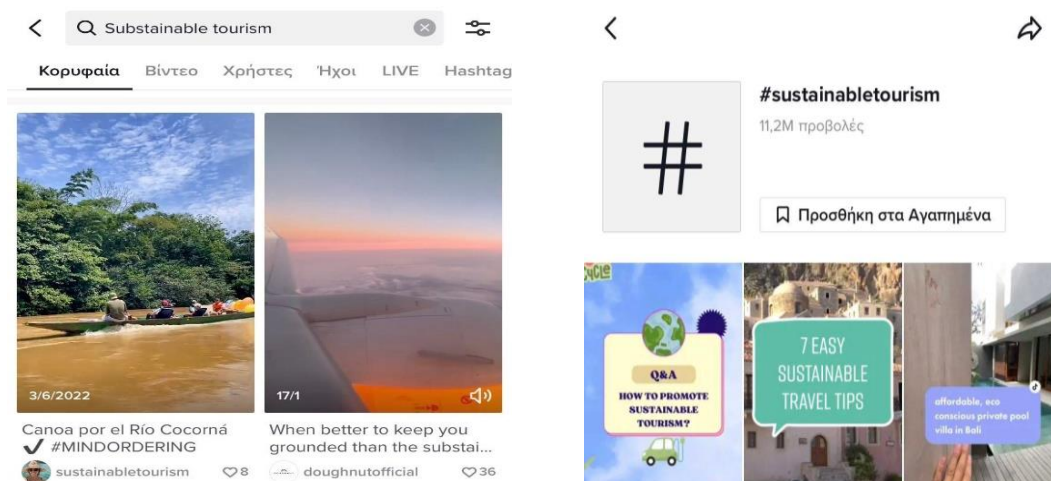 Substainable tourism
Κορυφαία Βίντεο Χρήστες Ήχοι LIVE Hashtag
3/6/2022
17/1
Canoa por el Río Cocorná
✔ #MINDORDERING
sustainabletourism 8
When better to keep you
grounded than the substai...
doughnutofficial 36
#sustainabletourism
11,2M προβολές
Προσθήκη στα Αγαπημένα
Q&A
HOW TO PROMOTE
SUSTAINABLE
TOURISM?
7 EASY
SUSTAINABLE
TRAVEL TIPS
affordable, eco
conscious private pool
villa in Bali